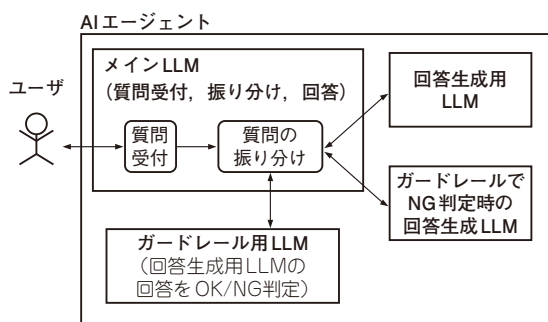 AIエージェント
メインLLM
(質問受付,振り分け,回答)
ユーザ
質問
受付
質問の
振り分け
回答生成用
LLM
ガードレールで
NG判定時の
回答生成LLM
ガードレール用LLM
(回答生成用LLMの
回答をOK/NG判定)